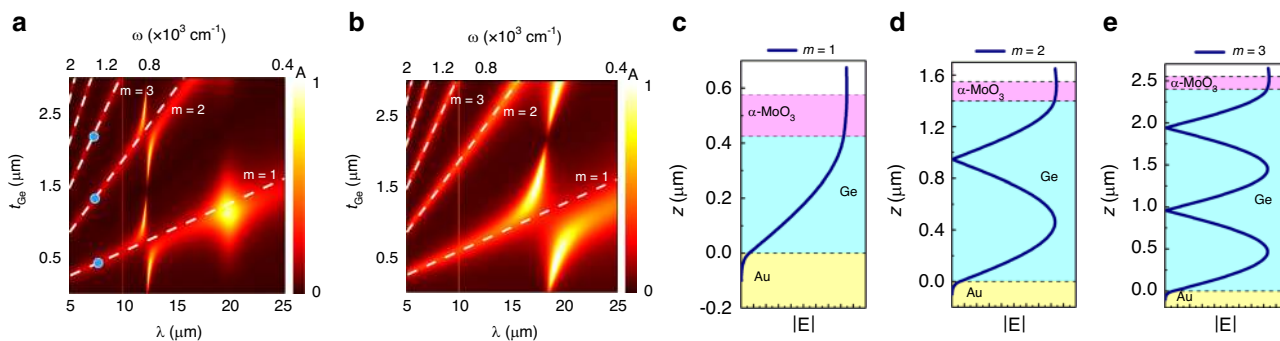 a
ω (×10³ cm⁻¹)
2 1.2 0.8 0.4
A
1
0
m = 3
m = 2
m = 1
2.5
1.5
0.5
t_Ge (μm)
5 10 15 20 25
λ (μm)
b
ω (×10³ cm⁻¹)
2 1.2 0.8 0.4
A
1
0
m = 3
m = 2
m = 1
2.5
1.5
0.5
t_Ge (μm)
5 10 15 20 25
λ (μm)
c
m = 1
0.6
0.4
0.2
0.0
-0.2
z (μm)
α-MoO₃
Ge
Au
|E|
d
m = 2
1.6
1.2
0.8
0.4
0.0
z (μm)
α-MoO₃
Ge
Au
|E|
e
m = 3
2.5
2.0
1.5
1.0
0.5
0.0
z (μm)
α-MoO₃
Ge
Au
|E|